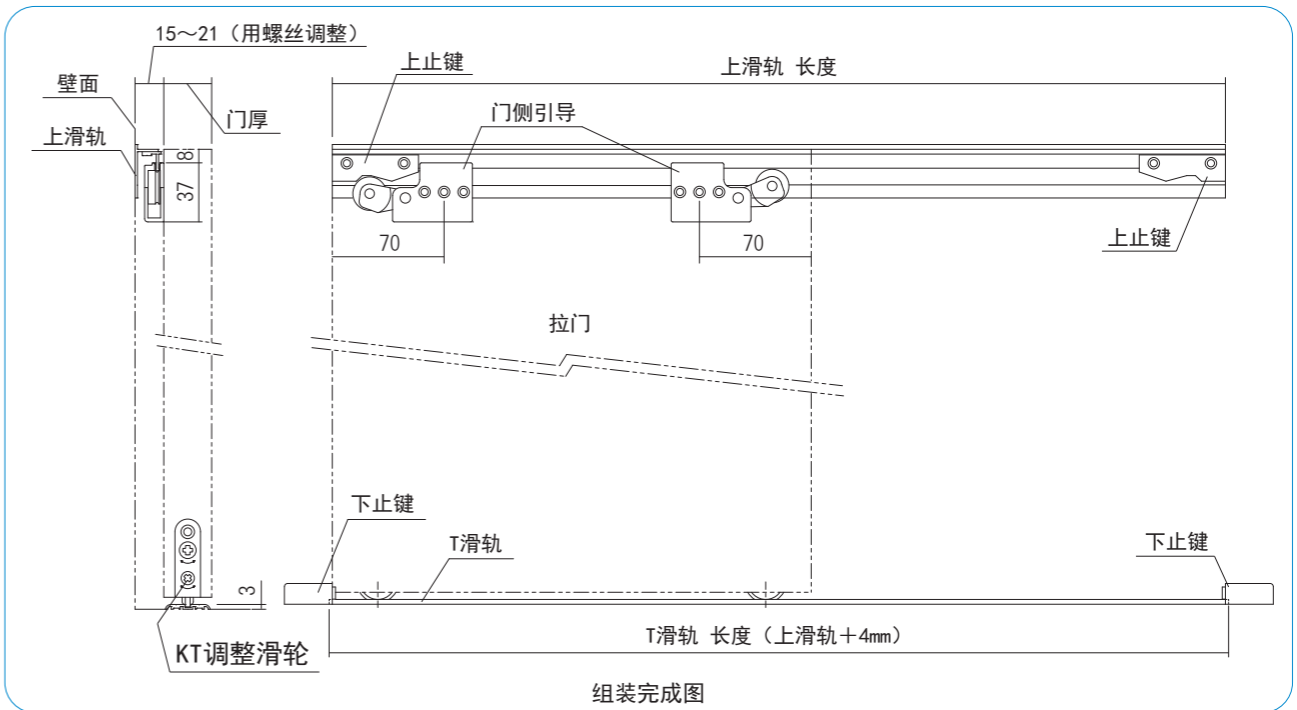 15～21（用螺丝调整）
上止键
上滑轨 长度
壁面
门侧引导
门厚
上滑轨
8
37
70
70
上止键
拉门
下止键
T滑轨
下止键
3
T滑轨 长度（上滑轨＋4mm）
KT调整滑轮
组装完成图